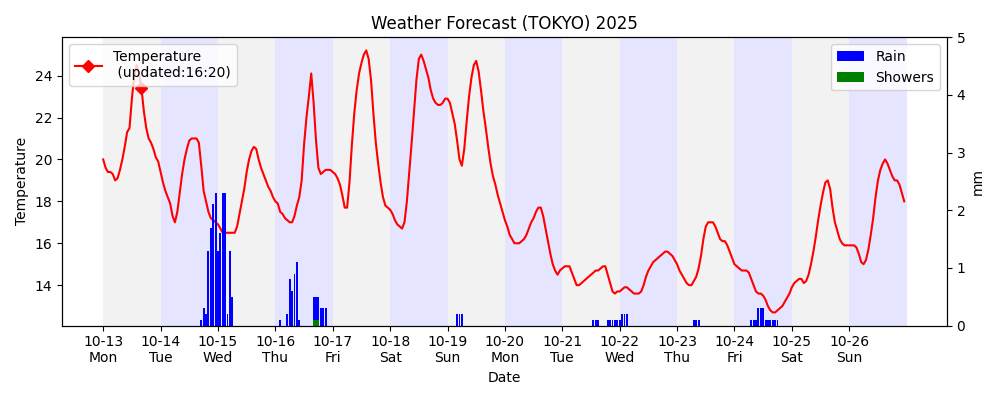 Weather Forecast (TOKYO) 2025
Temperature
(updated:16:20)
Rain
Showers
Temperature
24
22
20
18
16
14
5
4
3
2
1
0
mm
10-13 10-14 10-15 10-16 10-17 10-18 10-19 10-20 10-21 10-22 10-23 10-24 10-25 10-26
Mon Tue Wed Thu Fri Sat Sun Mon Tue Wed Thu Fri Sat Sun
Date